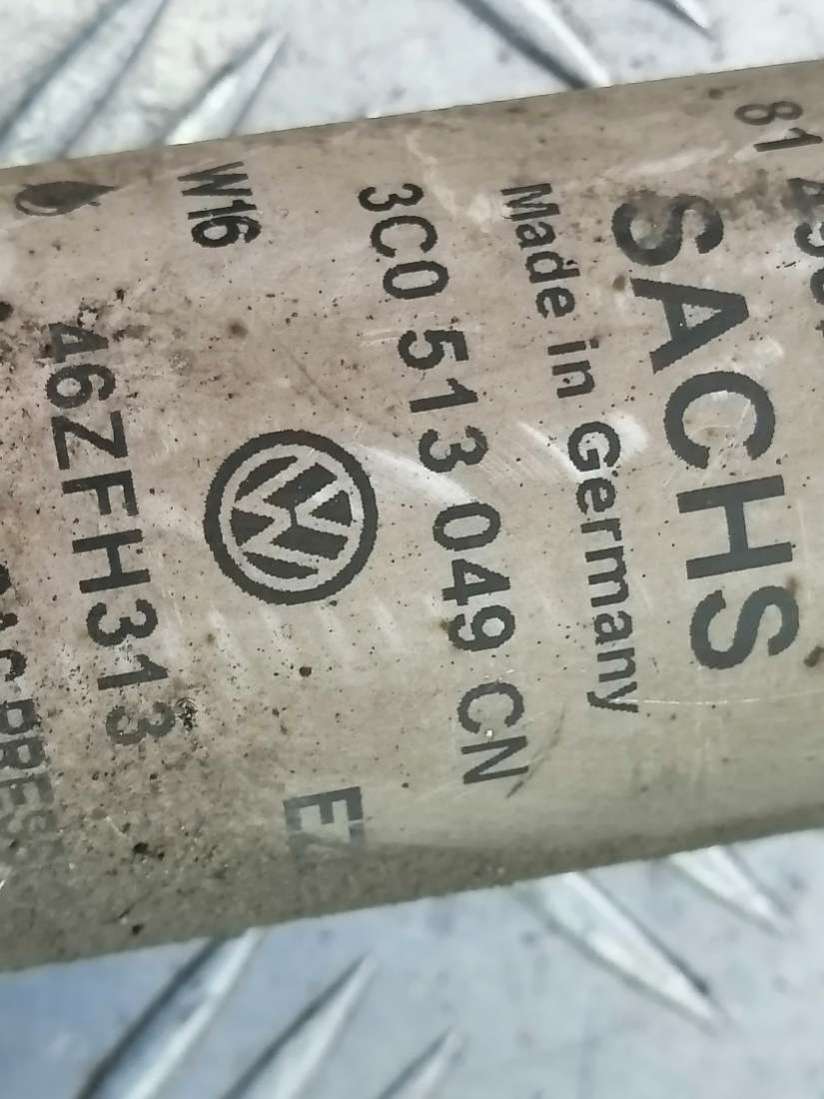 SACHS
Made in Germany
3C0 513 049 CN
W16
46ZFH313